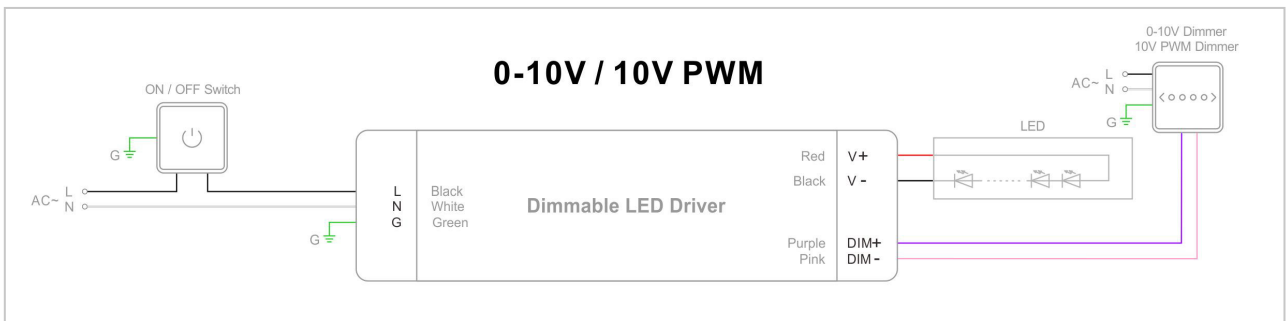 0-10V / 10V PWM
0-10V Dimmer
10V PWM Dimmer
AC~ L
N
G
ON / OFF Switch
G
AC~ L
N
G
L Black
N White
G Green
Dimmable LED Driver
Red V+
Black V-
Purple DIM+
Pink DIM-
LED